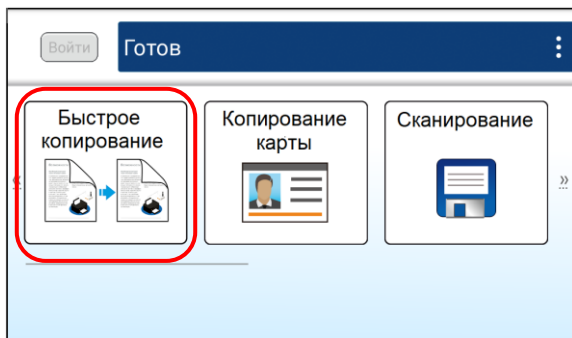 Войти
Готов
Быстрое
копирование
Копирование
карты
Сканирование
«
»